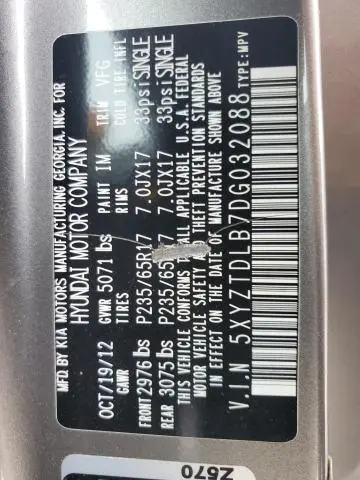 MFD. BY KIA MOTORS MANUFACTURING GEORGIA, INC. FOR
HYUNDAI MOTOR COMPANY
OCT/19/12 GVWR 5071 lbs PAINT IM TRIM VFG
GAWR TIRES RIMS COLD TIRE INFL
FRONT 2976 lbs P235/65R17 7.0JX17 33psi SINGLE
REAR 3075 lbs P235/65R17 7.0JX17 33psi SINGLE
THIS VEHICLE CONFORMS TO ALL APPLICABLE U.S.A. FEDERAL
MOTOR VEHICLE SAFETY AND THEFT PREVENTION STANDARDS
IN EFFECT ON THE DATE OF MANUFACTURE SHOWN ABOVE
V.I.N 5XYZTDLB7DG032088 TYPE: MPV
Z670